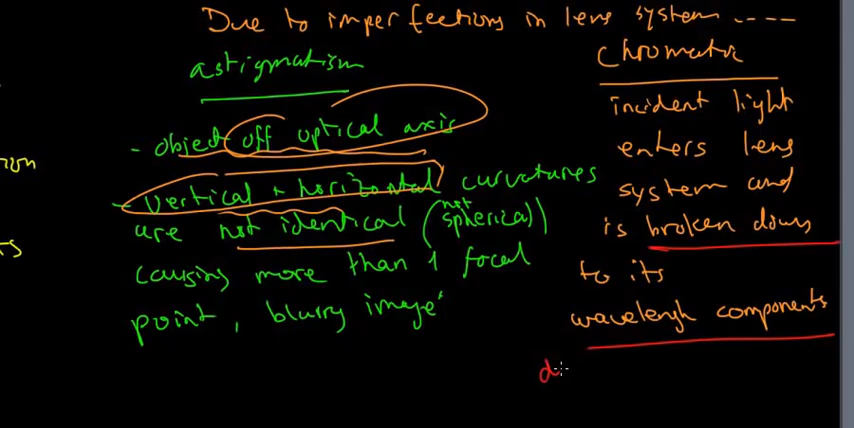 Due to imperfections in lens system ----
astigmatism
- object off optical axis
- vertical + horizontal curvatures
are not identical (not spherical)
causing more than 1 focal
point, blurry image
Chromatic
incident light
enters lens
system and
is broken down
to its
wavelengh components
d